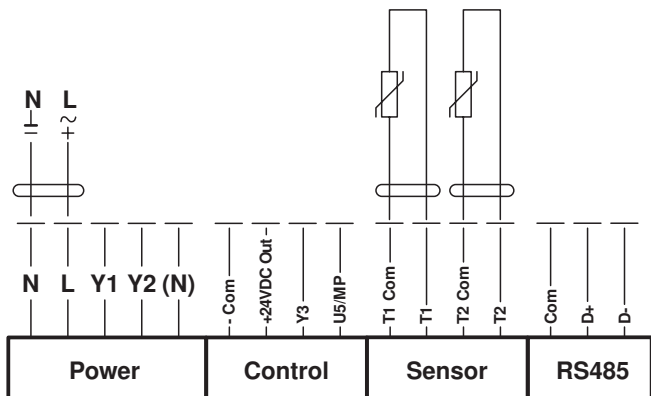 N L
N L Y1 Y2 (N)
- Com
+24VDC Out
Y3
U5/MP
T1 Com
T1
T2 Com
T2
Com
D+
D-
Power Control Sensor RS485